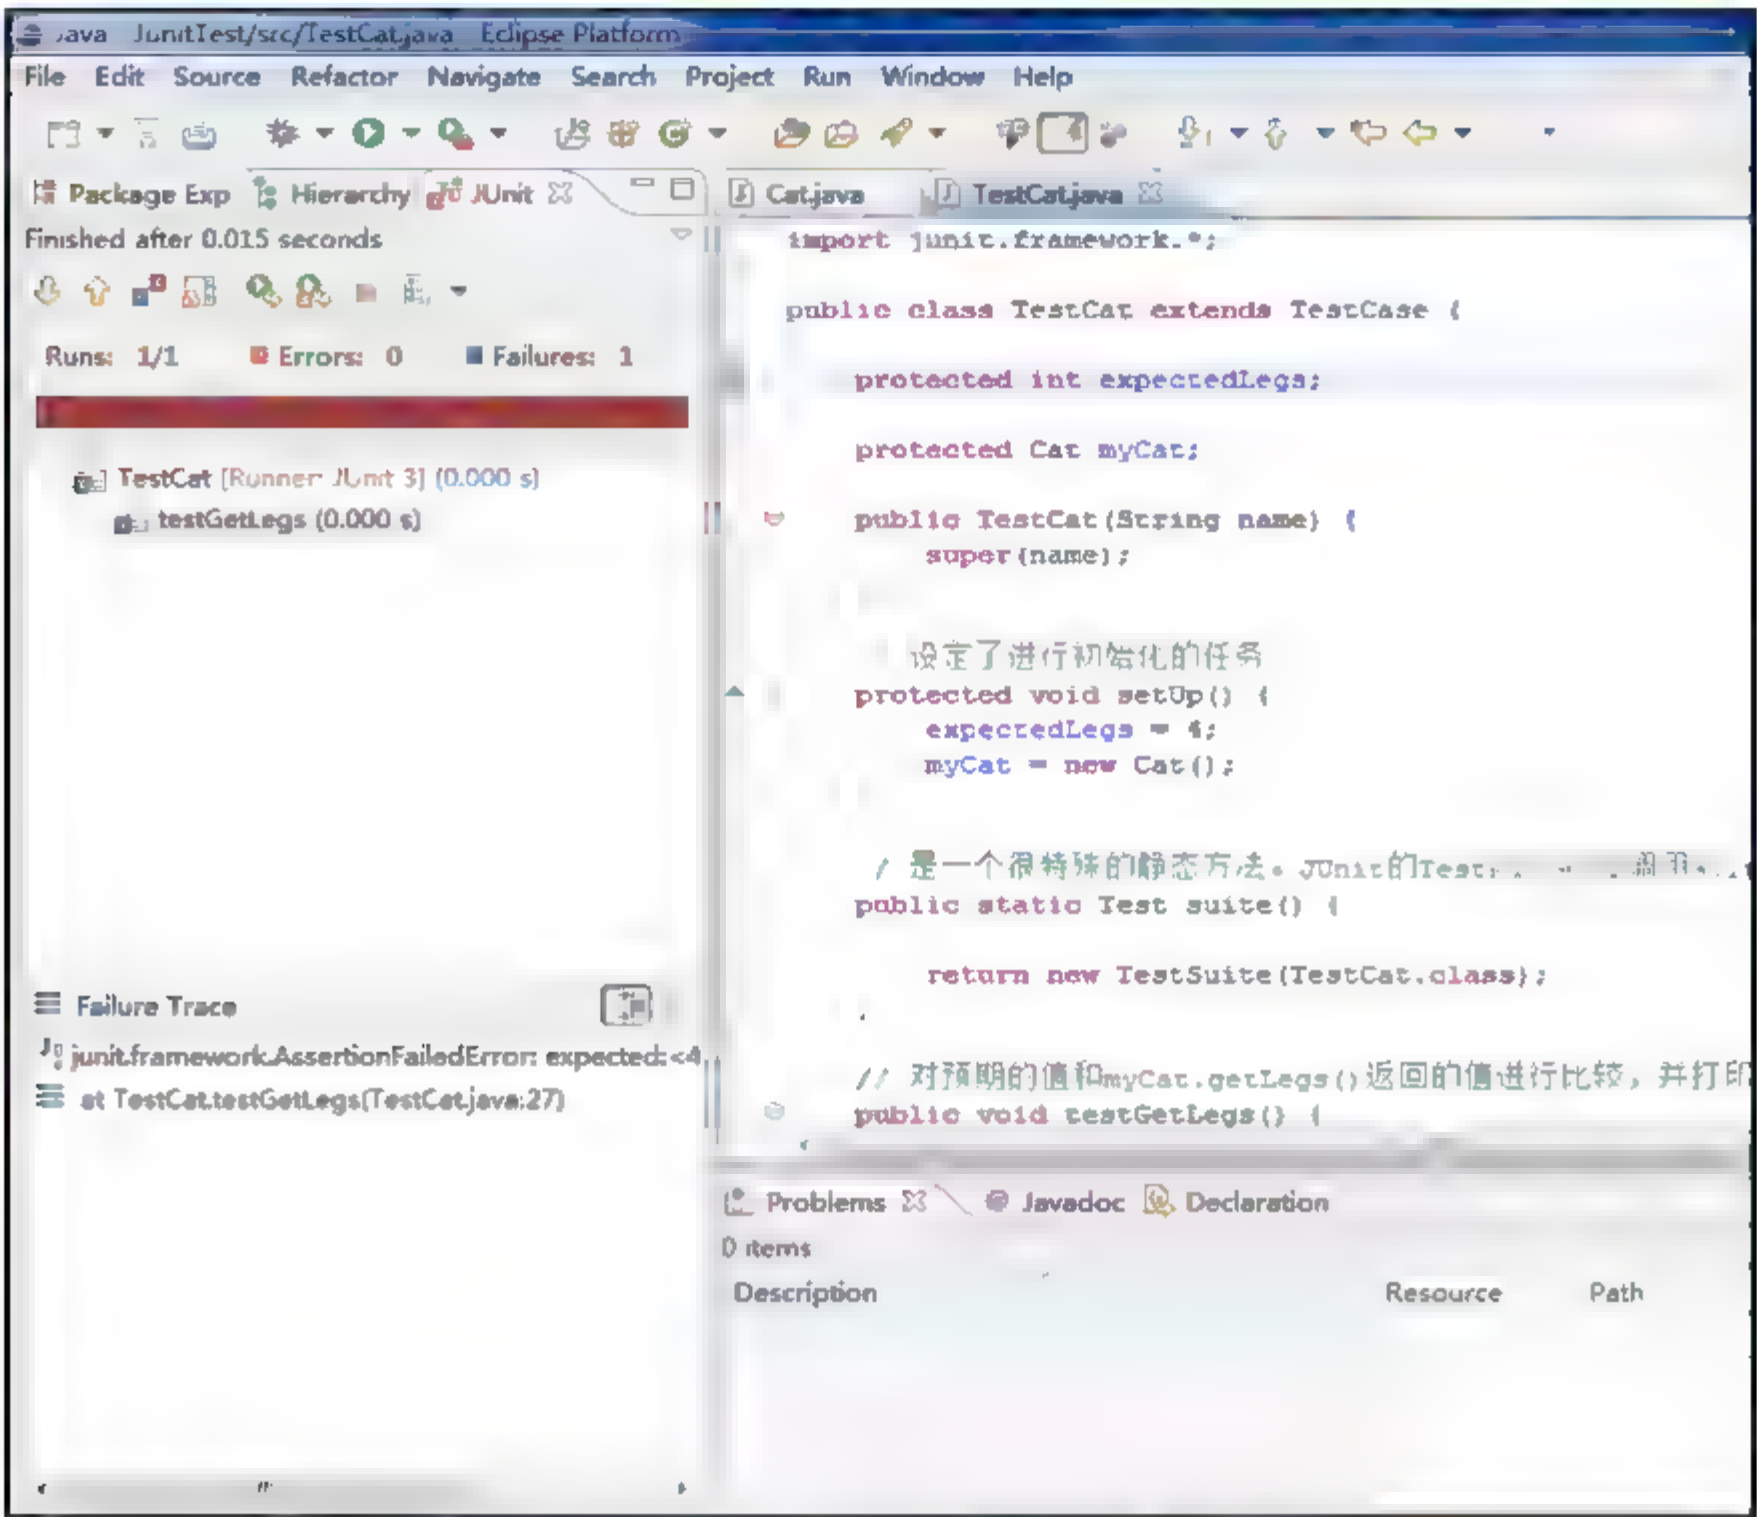 Java JunitTest/src/TestCat.java Eclipse Platform
File Edit Source Refactor Navigate Search Project Run Window Help
Package Exp Hierarchy JUnit
Finished after 0.015 seconds
Runs: 1/1 Errors: 0 Failures: 1
TestCat [Runner: JUnit 3] (0.000 s)
testGetLegs (0.000 s)
Failure Trace
junit.framework.AssertionFailedError: expected:<4
at TestCat.testGetLegs(TestCat.java:27)
Cat.java TestCat.java
import junit.framework.*;
public class TestCat extends TestCase {
protected int expectedLegs;
protected Cat myCat;
public TestCat(String name) {
super(name);
设定了进行初始化的任务
protected void setUp() {
expectedLegs = 4;
myCat = new Cat();
/ 是一个很特殊的静态方法。JUnit的Test
public static Test suite() {
return new TestSuite(TestCat.class);
// 对预期的值和myCat.getLegs()返回的值进行比较，并打印
public void testGetLegs() {
Problems Javadoc Declaration
0 items
Description Resource Path